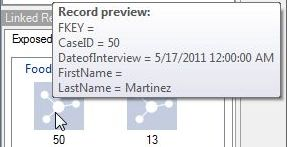 Record preview:
FKEY =
CaseID = 50
DateofInterview = 5/17/2011 12:00:00 AM
FirstName =
LastName = Martinez
Linked Re
Exposed
Food
50
13